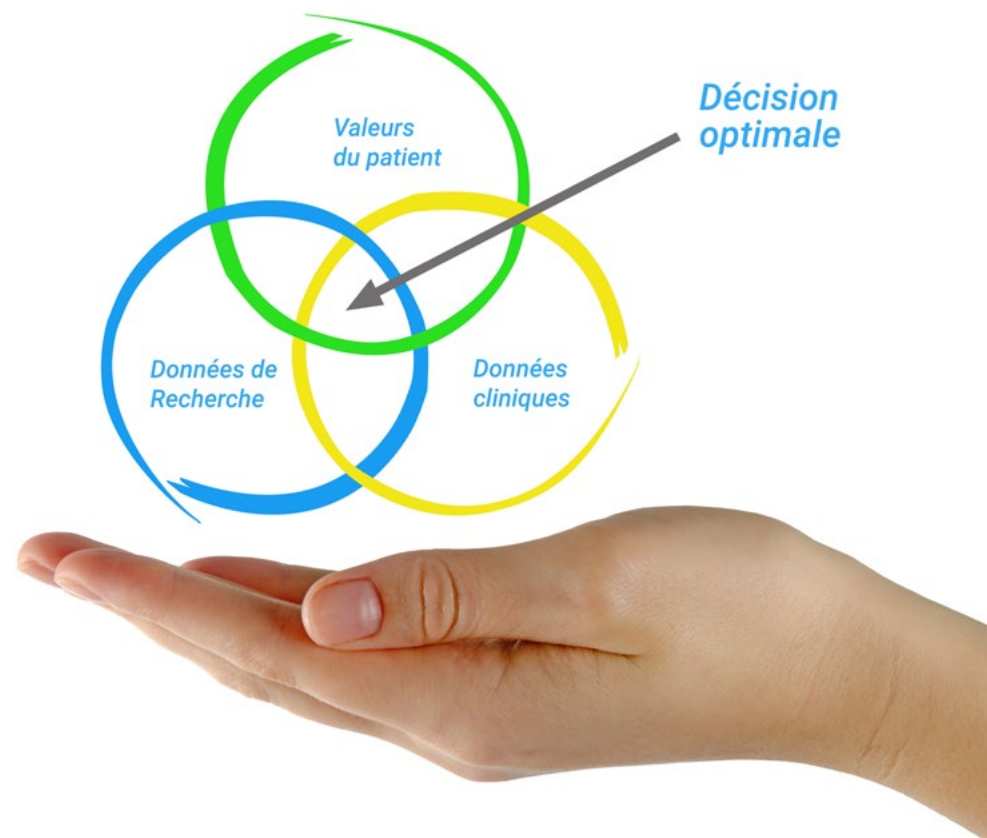 Valeurs
du patient
Décision
optimale
Données de
Recherche
Données
cliniques